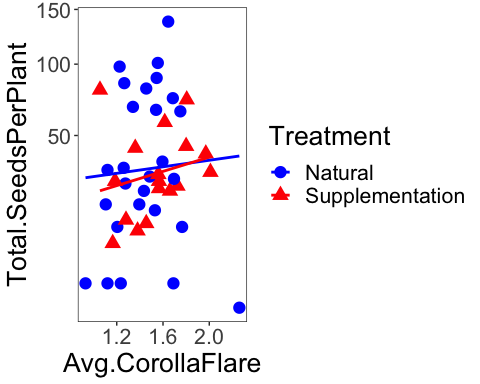 150
100
50
Total.SeedsPerPlant
1.2 1.6 2.0
Avg.CorollaFlare
Treatment
Natural
Supplementation